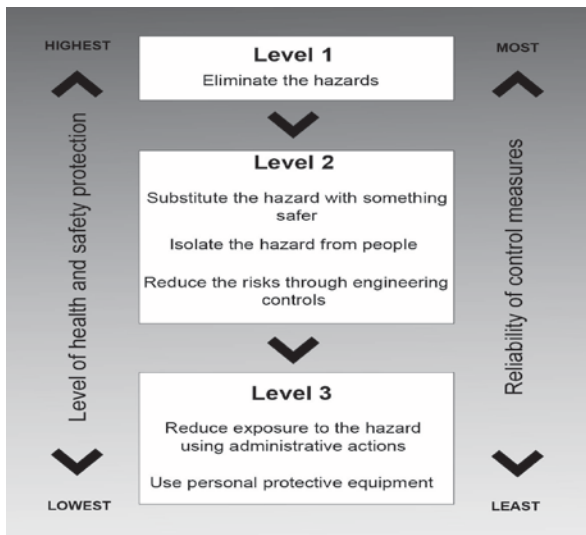 HIGHEST
Level 1
Eliminate the hazards
MOST
Level of health and safety protection
Level 2
Substitute the hazard with something
safer
Isolate the hazard from people
Reduce the risks through engineering
controls
Reliability of control measures
Level 3
Reduce exposure to the hazard
using administrative actions
Use personal protective equipment
LOWEST
LEAST